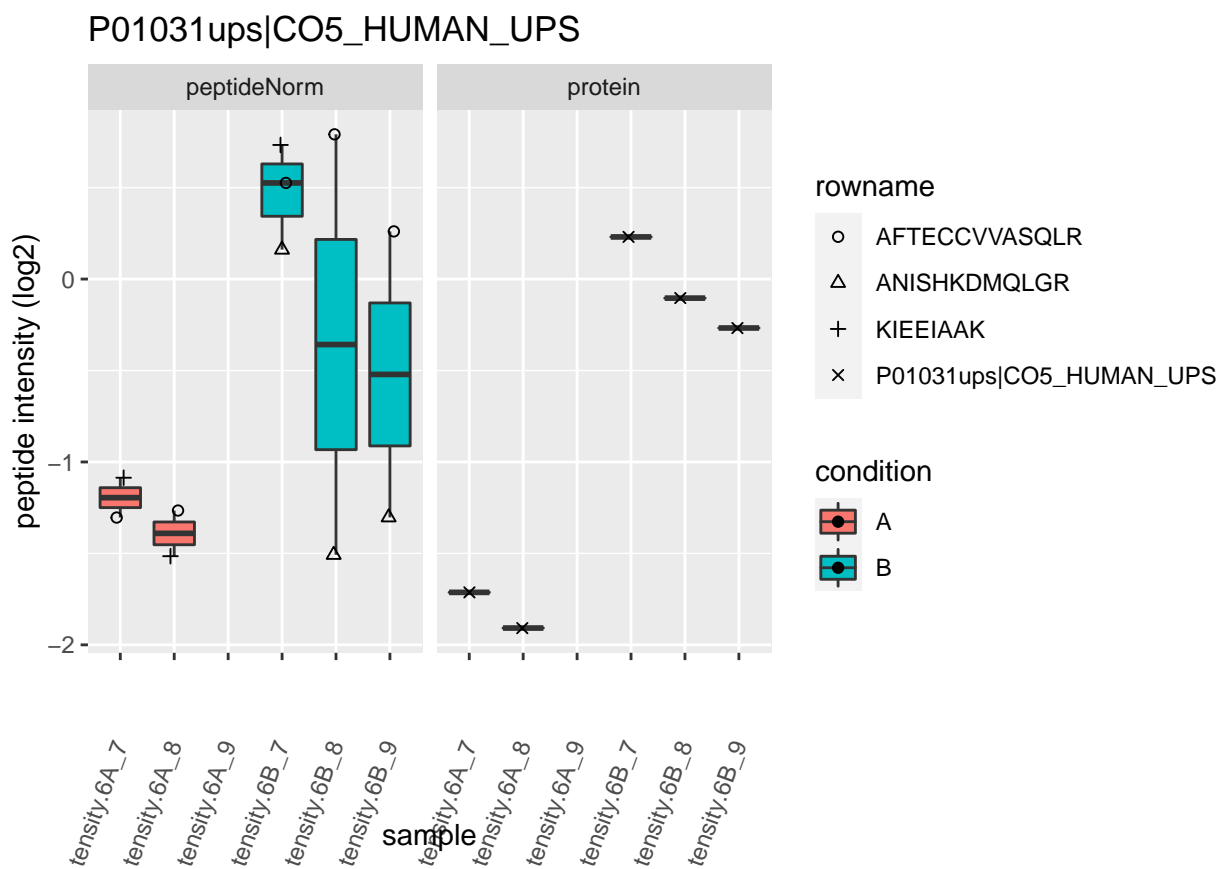 P01031ups|CO5_HUMAN_UPS
peptideNorm
protein
peptide intensity (log2)
0
−1
−2
tensity.6A_7
tensity.6A_8
tensity.6A_9
tensity.6B_7
tensity.6B_8
tensity.6B_9
tensity.6A_7
tensity.6A_8
tensity.6A_9
tensity.6B_7
tensity.6B_8
tensity.6B_9
sample
rowname
AFTECCVVASQLR
ANISHKDMQLGR
KIEEIAAK
P01031ups|CO5_HUMAN_UPS
condition
A
B